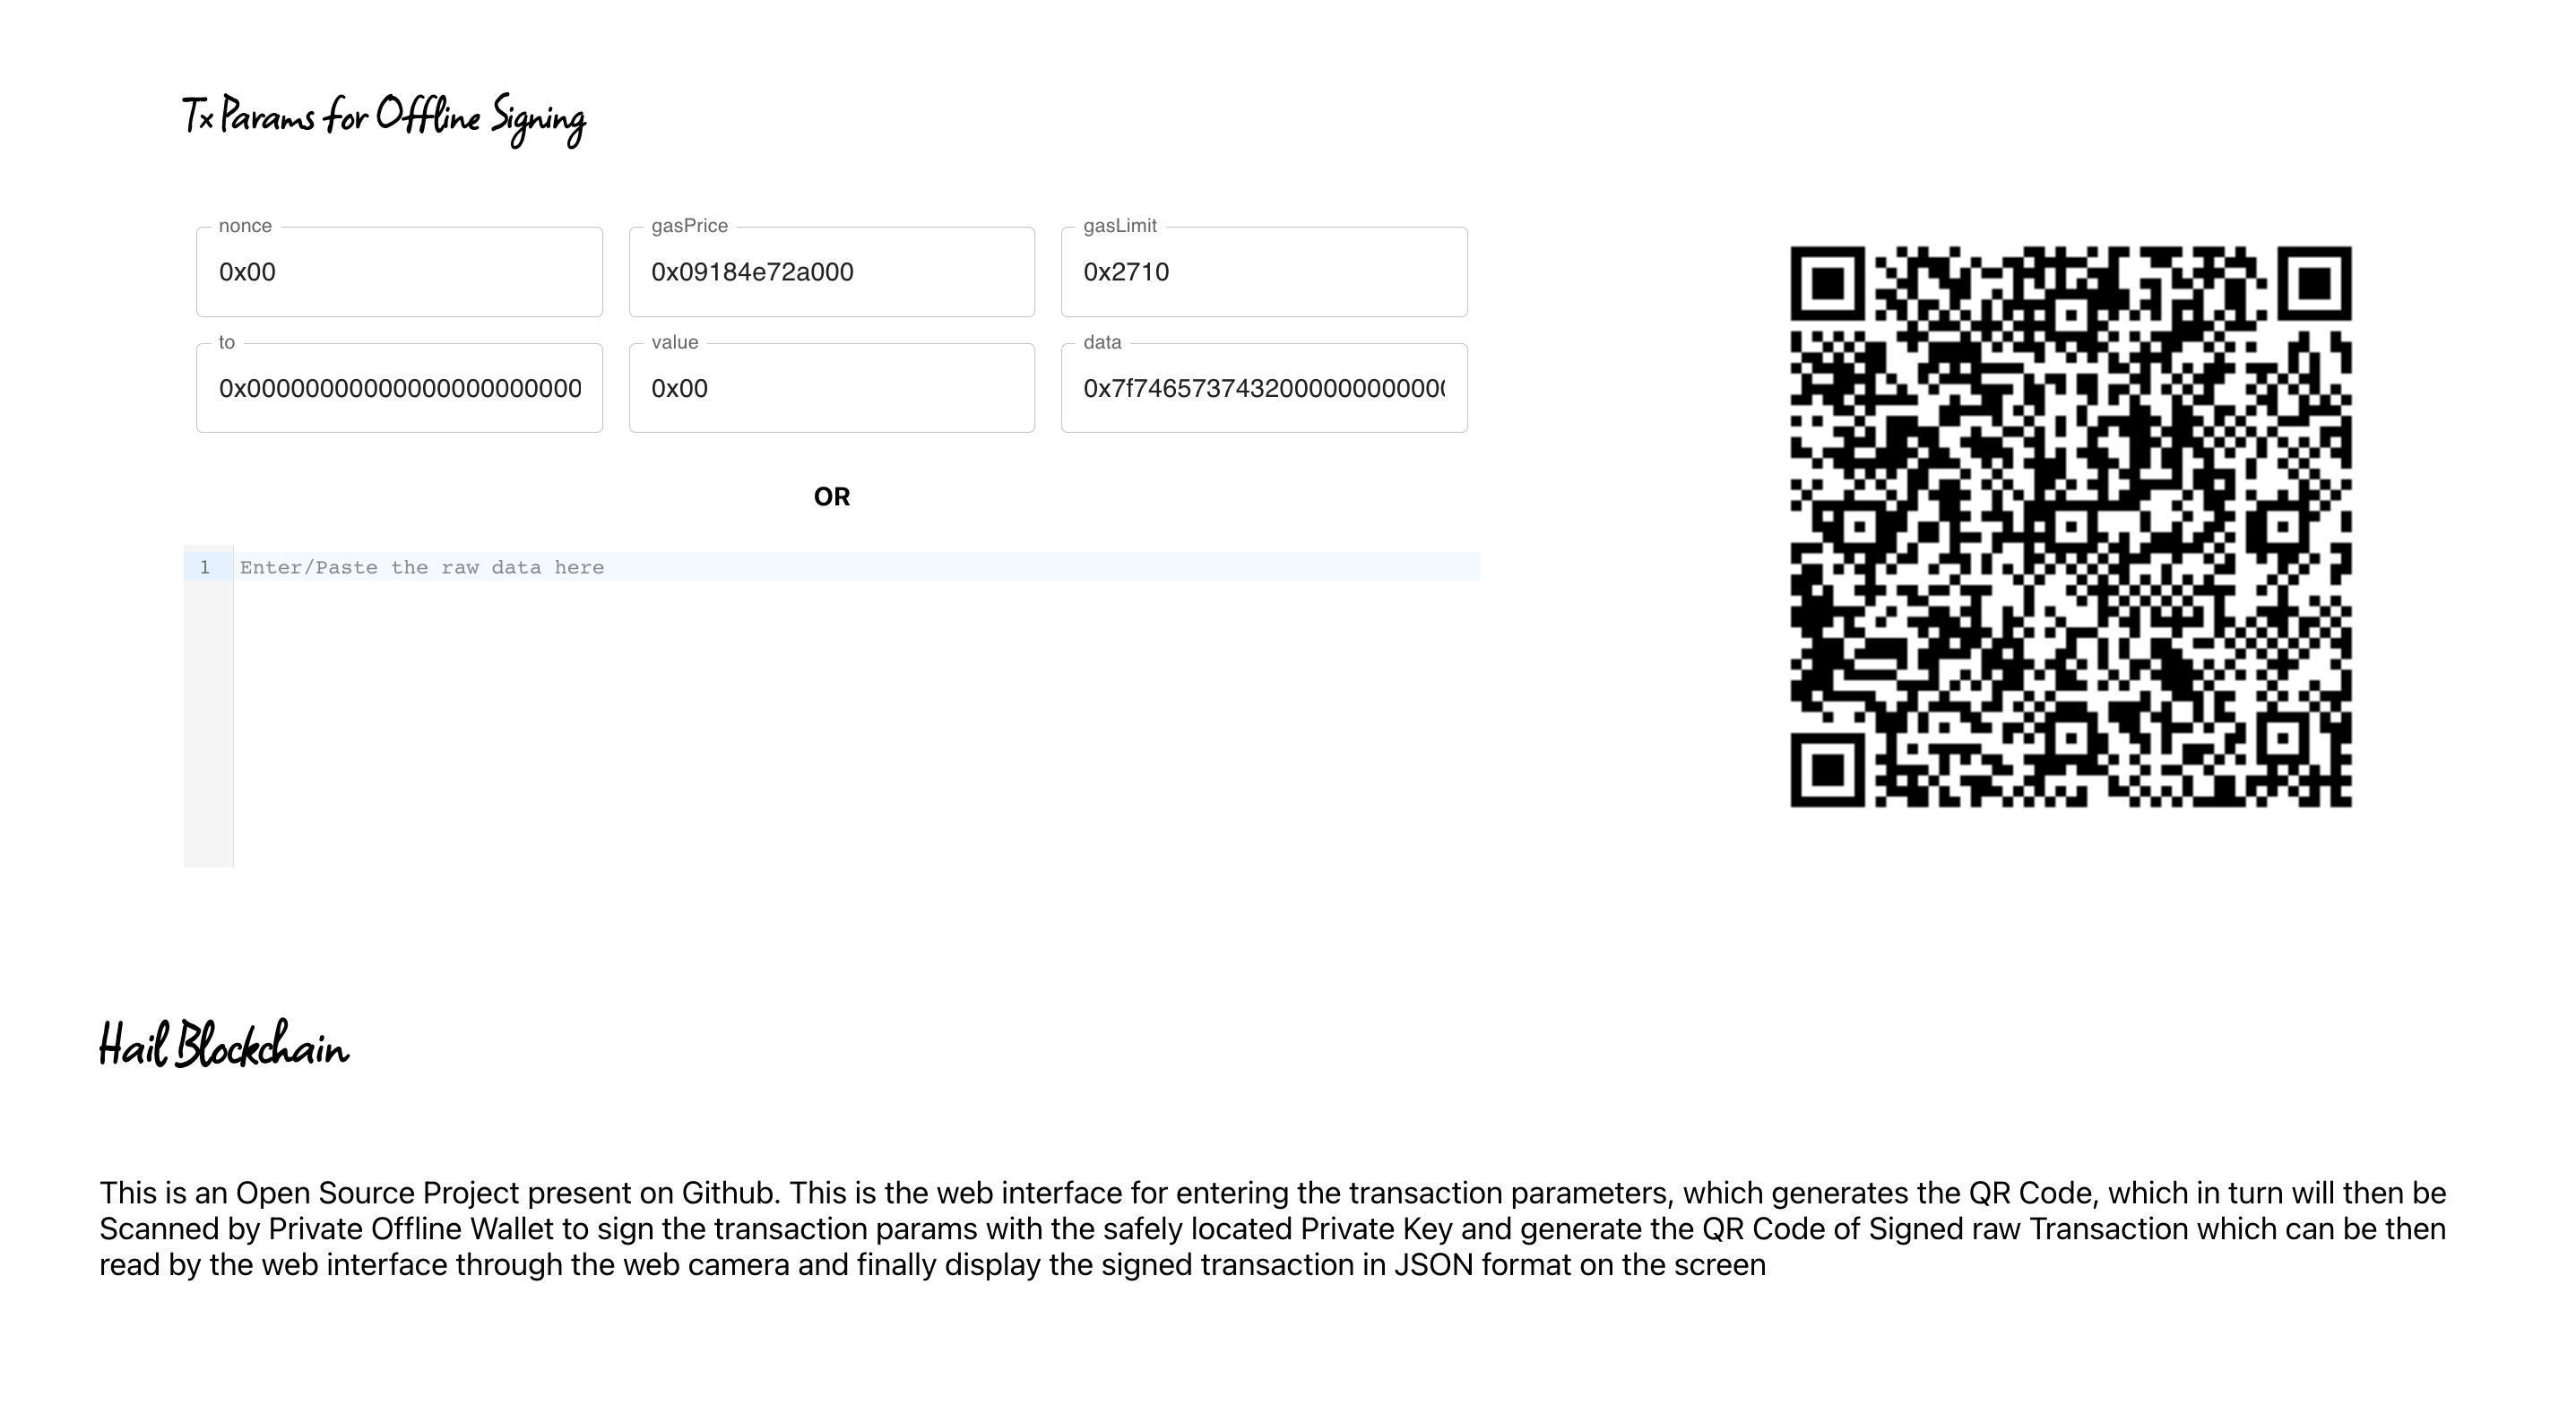 Tx Params for Offline Signing
nonce
0x00
gasPrice
0x09184e72a000
gasLimit
0x2710
to
0x0000000000000000000000000
value
0x00
data
0x7f7465737432000000000000
OR
1 Enter/Paste the raw data here
Hail Blockchain
This is an Open Source Project present on Github. This is the web interface for entering the transaction parameters, which generates the QR Code, which in turn will then be
Scanned by Private Offline Wallet to sign the transaction params with the safely located Private Key and generate the QR Code of Signed raw Transaction which can be then
read by the web interface through the web camera and finally display the signed transaction in JSON format on the screen